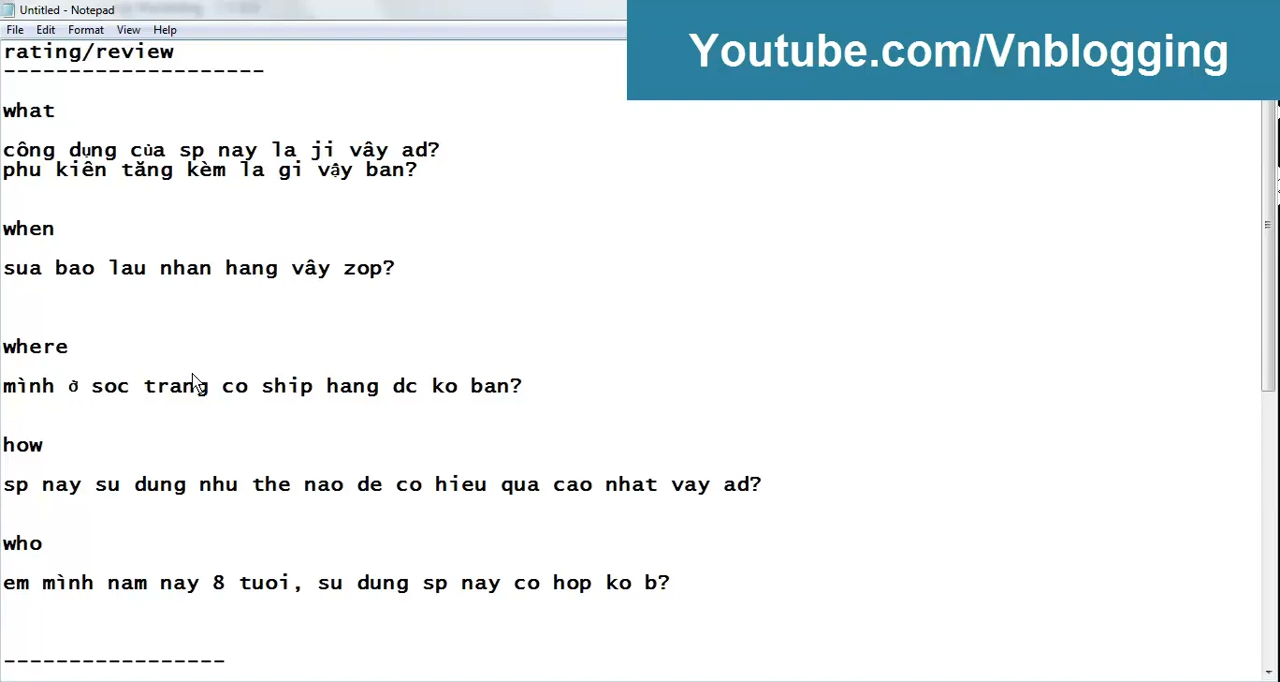 Untitled - Notepad
File Edit Format View Help
Youtube.com/Vnblogging
rating/review
--------------------
what
công dụng của sp nay la ji vây ad?
phu kiên tăng kèm la gi vậy ban?
when
sua bao lau nhan hang vây zop?
where
mình ở soc trang co ship hang dc ko ban?
how
sp nay su dung nhu the nao de co hieu qua cao nhat vay ad?
who
em mình nam nay 8 tuoi, su dung sp nay co hop ko b?
-----------------